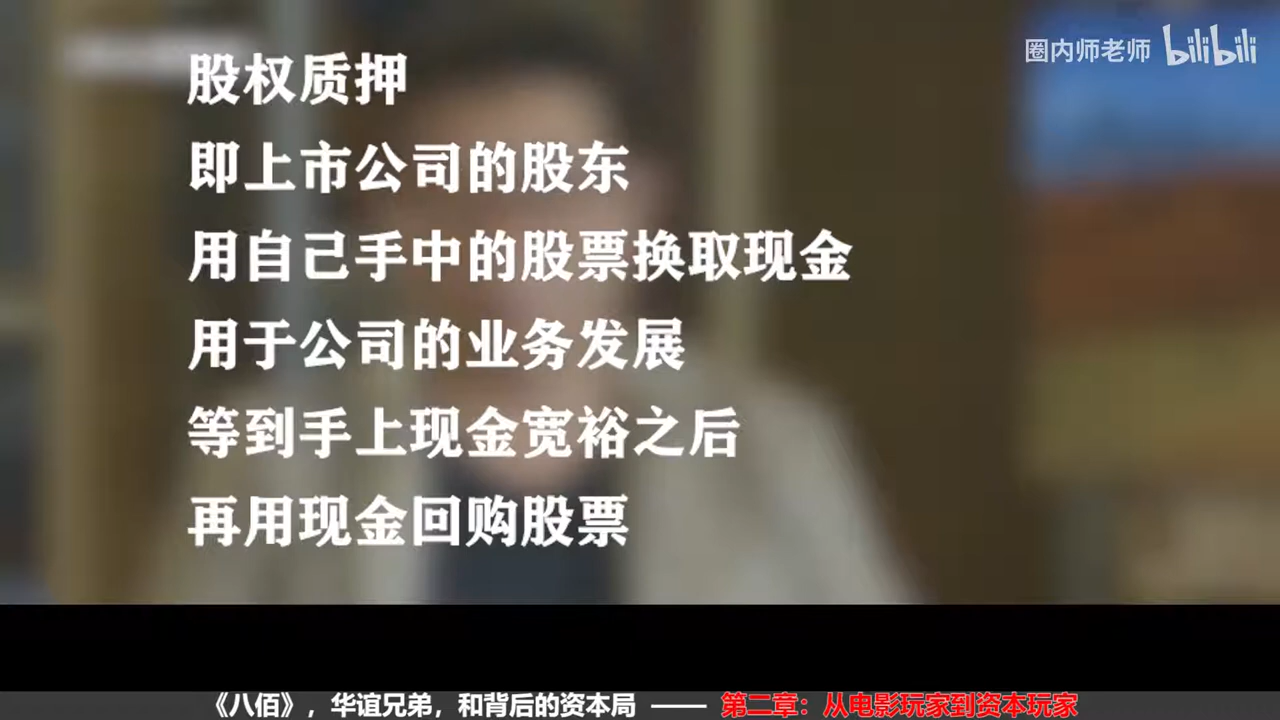 圈内师老师 bilibili
股权质押
即上市公司的股东
用自己手中的股票换取现金
用于公司的业务发展
等到手上现金宽裕之后
再用现金回购股票
《八佰》，华谊兄弟，和背后的资本局 —— 第二章：从电影玩家到资本玩家